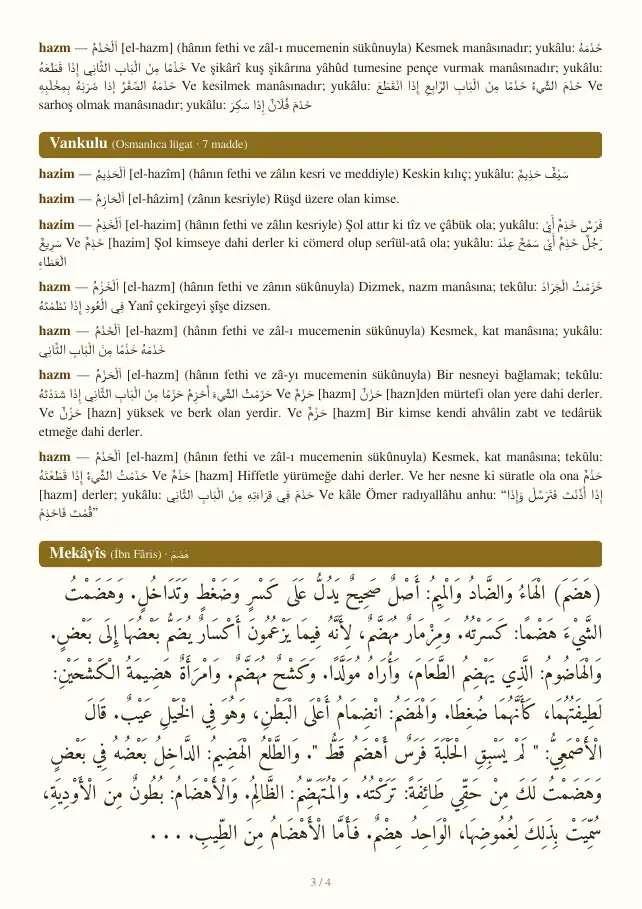 hazm — اَلْخَذْمُ [el-hazm] (hânın fethi ve zâl-ı mucemenin sükûnuyla) Kesmek manâsınadır; yukâlu: خَذَمَهُ
خَذْمًا مِنَ الْبَابِ الثَّانِي إِذَا قَطَعَهُ Ve şikârî kuş şikârına yâhûd tumesine pençe vurmak manâsınadır; yukâlu:
خَذَمَهُ الصَّقْرُ إِذَا ضَرَبَهُ بِمِخْلَبِهِ Ve kesilmek manâsınadır; yukâlu: خَذِمَ الشَّيْءُ خَذَمًا مِنَ الْبَابِ الرَّابِعِ إِذَا انْقَطَعَ Ve
sarhoş olmak manâsınadır; yukâlu: خَذِمَ فُلَانٌ إِذَا سَكِرَ
Vankulu (Osmanlıca lügat · 7 madde)
hazim — اَلْحَذِيمُ [el-hazîm] (hânın fethi ve zâlın kesri ve meddiyle) Keskin kılıç; yukâlu: سَيْفٌ حَذِيمٌ
hazim — اَلْحَازِمُ [el-hâzim] (zânın kesriyle) Rüşd üzere olan kimse.
hazim — اَلْخَذِمُ [el-hazim] (hânın fethi ve zâlın kesriyle) Şol attır ki tîz ve çâbük ola; yukâlu: فَرَسٌ خَذِمٌ أَيْ
سَرِيعٌ Ve خَذِمٌ [hazim] Şol kimseye dahi derler ki cömerd olup serîül-atâ ola; yukâlu: رَجُلٌ خَذِمٌ أَيْ سَمْحٌ عِنْدَ
الْعَطَاءِ
hazm — اَلْخَزْمُ [el-hazm] (hânın fethi ve zânın sükûnuyla) Dizmek, nazm manâsına; tekûlu: خَزَمْتُ الْجَرَادَ
فِي الْعُودِ إِذَا نَظَمْتَهُ Yanî çekirgeyi şîşe dizsen.
hazm — اَلْخَذْمُ [el-hazm] (hânın fethi ve zâl-ı mucemenin sükûnuyla) Kesmek, kat manâsına; yukâlu:
خَذَمَهُ خَذْمًا مِنَ الْبَابِ الثَّانِي
hazm — اَلْحَزْمُ [el-hazm] (hânın fethi ve zâ-yı mucemenin sükûnuyla) Bir nesneyi bağlamak; tekûlu:
حَزَمْتُ الشَّيْءَ أَحْزِمُ حَزْمًا مِنَ الْبَابِ الثَّانِي إِذَا شَدَدْتَهُ Ve حَزْمٌ [hazm] حَزْنٌ [hazn]den mürtefi olan yere dahi derler.
Ve حَزْنٌ [hazn] yüksek ve berk olan yerdir. Ve حَزْمٌ [hazm] Bir kimse kendi ahvâlin zabt ve tedârük
etmeğe dahi derler.
hazm — اَلْحَذْمُ [el-hazm] (hânın fethi ve zâl-ı mucemenin sükûnuyla) Kesmek, kat manâsına; tekûlu:
حَذَمْتُ الشَّيْءَ إِذَا قَطَعْتَهُ Ve حَذْمٌ [hazm] Hiffetle yürümeğe dahi derler. Ve her nesne ki süratle ola ona حَذْمٌ
[hazm] derler; yukâlu: حَذَمَ فِي قِرَاءَتِهِ مِنَ الْبَابِ الثَّانِي Ve kâle Ömer radıyallâhu anhu: “إِذَا أَذَّنْتَ فَتَرَسَّلْ وَإِذَا
قُمْتَ فَاحْذِمْ”
Mekâyîs (İbn Fâris) · هَضَمَ
(هَضَمَ) الْهَاءُ وَالضَّادُ وَالْمِيمُ: أَصْلٌ صَحِيحٌ يَدُلُّ عَلَى كَسْرٍ وَضَغْطٍ وَتَدَاخُلٍ. وَهَضَمْتُ
الشَّيْءَ هَضْمًا: كَسَرْتُهُ. وَمِزْمَارٌ مُهَضَّمٌ، لِأَنَّهُ فِيمَا يَزْعُمُونَ أَكْسَارٌ يُضَمُّ بَعْضُهَا إِلَى بَعْضٍ.
وَالْهَاضُومُ: الَّذِي يَهْضِمُ الطَّعَامَ، وَأُرَاهُ مُوَلَّدًا. وَكَشْحٌ مُهَضَّمٌ. وَامْرَأَةٌ هَضِيمَةُ الْكَشْحَيْنِ:
لَطِيفَتُهُمَا، كَأَنَّهُمَا ضُغِطَا. وَالْهَضَمُ: انْضِمَامُ أَعْلَى الْبَطْنِ، وَهُوَ فِي الْخَيْلِ عَيْبٌ. قَالَ
الْأَصْمَعِيُّ: " لَمْ يَسْبِقِ الْحَلْبَةَ فَرَسٌ أَهْضَمُ قَطُّ ". وَالطَّلْعُ الْهَضِيمُ: الدَّاخِلُ بَعْضُهُ فِي بَعْضٍ
وَهَضَمْتُ لَكَ مِنْ حَقِّي طَائِفَةً: تَرَكْتُهُ. وَالْمُتَهَضِّمُ: الظَّالِمُ. وَالْأَهْضَامُ: بُطُونٌ مِنَ الْأَوْدِيَةِ،
سُمِّيَتْ بِذَلِكَ لِغُمُوضِهَا، الْوَاحِدُ هِضْمٌ. فَأَمَّا الْأَهْضَامُ مِنَ الطِّيبِ. . . .
3 / 4